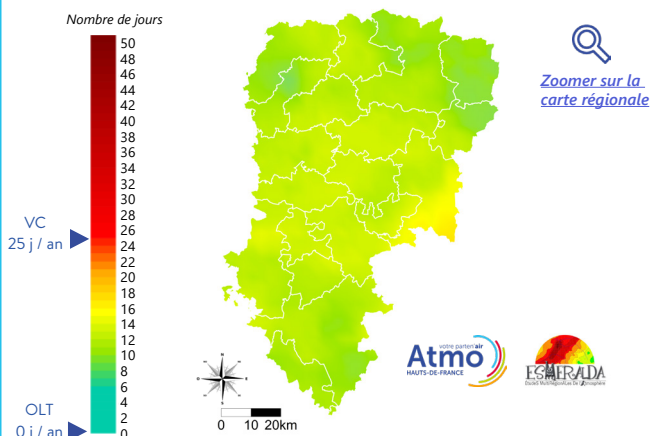 Nombre de jours
50
48
46
44
42
40
38
36
34
32
30
28
26
24
22
20
18
16
14
12
10
8
6
4
2
0
VC
25 j / an
OLT
0 j / an
Zoomer sur la
carte régionale
0 10 20km
votre parten'air
Atmo
HAUTS-DE-FRANCE
ESMERALDA